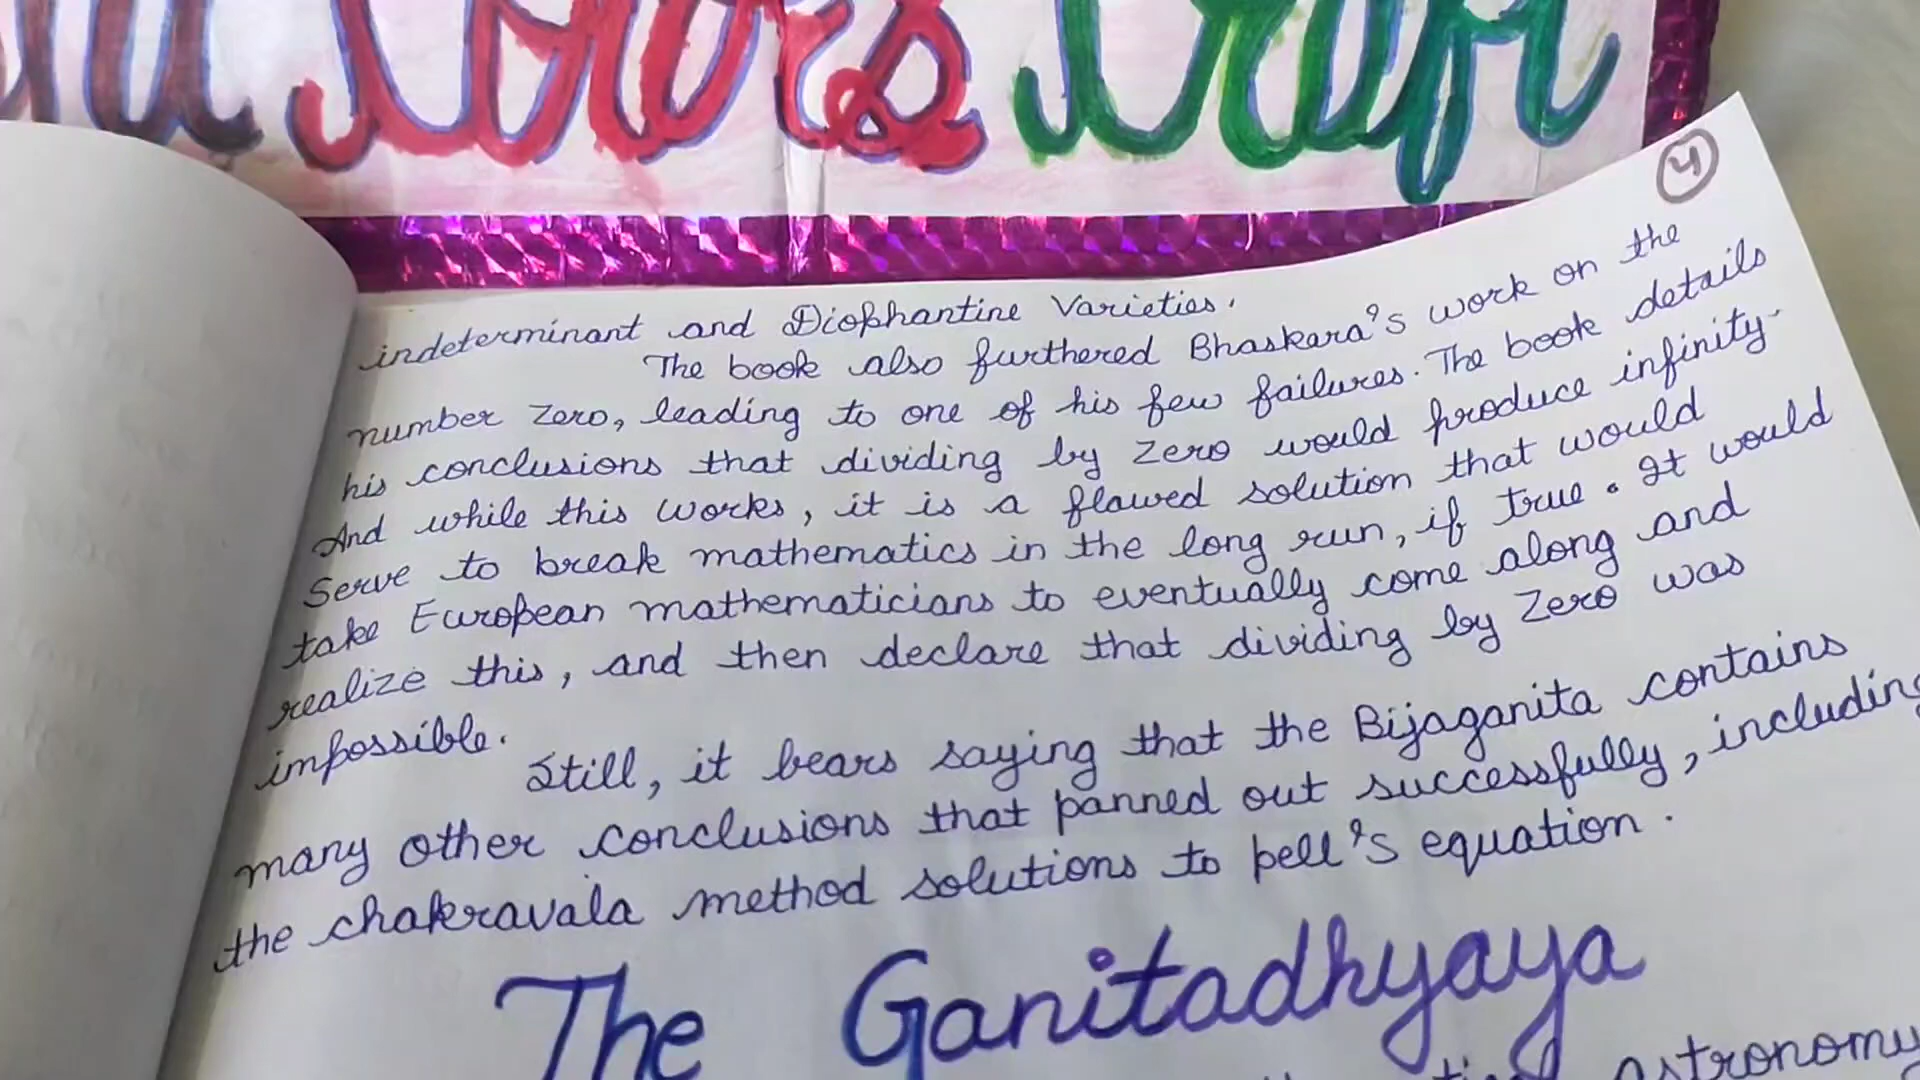 Lovers Craft
4
indeterminant and Diophantine Varieties.
The book also furthered Bhaskara's work on the
number zero, leading to one of his few failures. The book details
his conclusions that dividing by zero would produce infinity.
And while this works, it is a flawed solution that would
Serve to break mathematics in the long run, if true. It would
take European mathematicians to eventually come along and
realize this, and then declare that dividing by zero was
impossible.
Still, it bears saying that the Bijaganita contains
many other conclusions that panned out successfully, including
the chakravala method solutions to pell's equation.
The Ganitadhyaya
astronomy